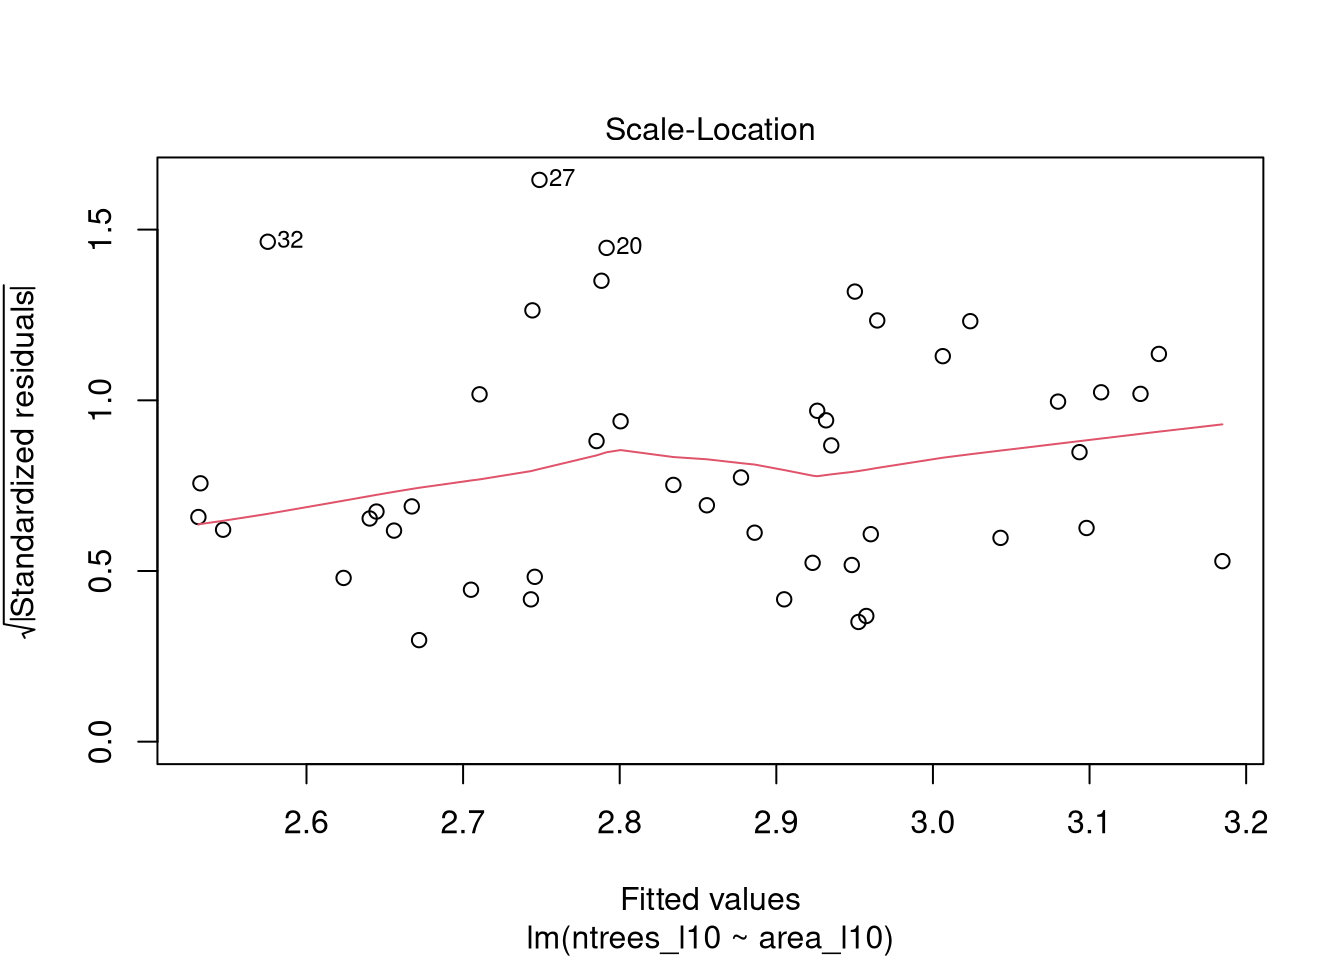 Scale-Location
√|Standardized residuals|
1.5
1.0
0.5
0.0
27
32
20
2.6 2.7 2.8 2.9 3.0 3.1 3.2
Fitted values
lm(ntrees_l10 ~ area_l10)